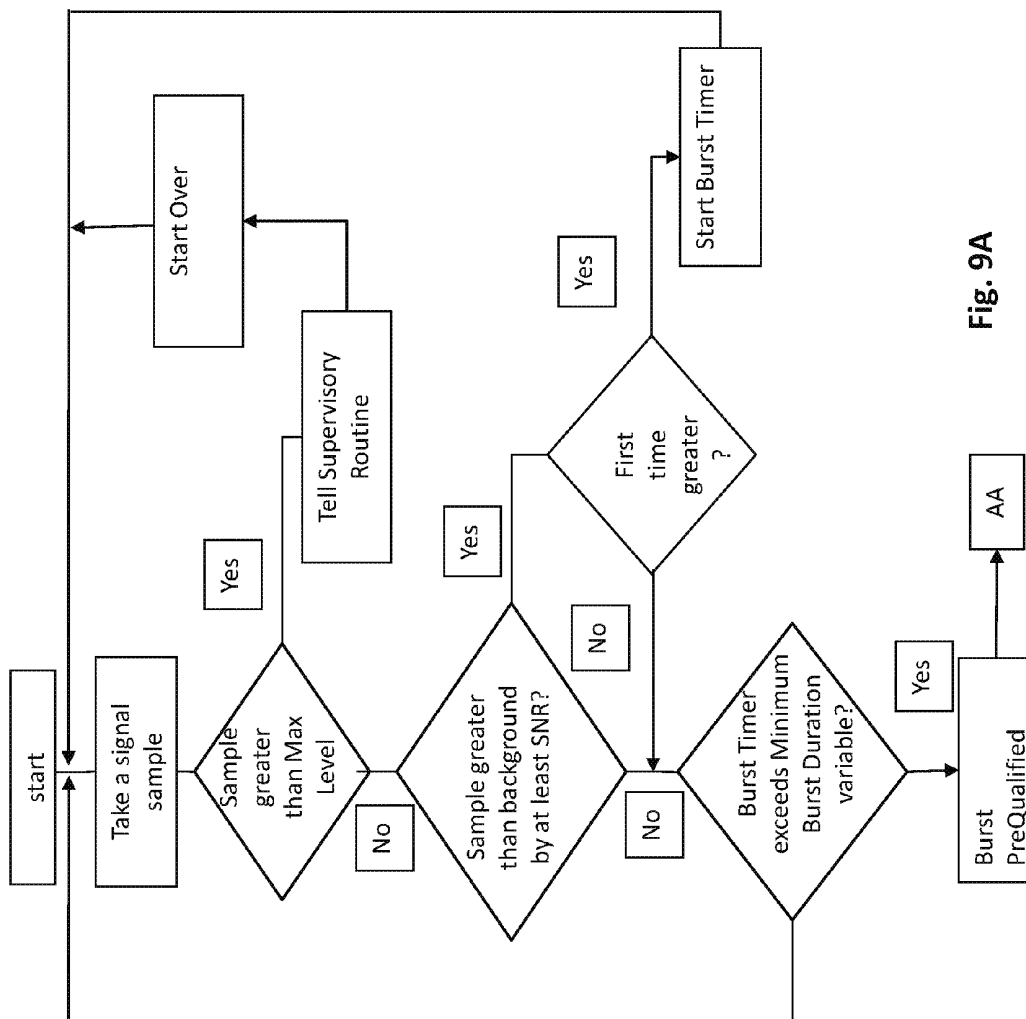 start
Take a signal
sample
Sample
greater
than Max
Level
Yes
Tell Supervisory
Routine
Start Over
No
Sample greater
than background
by at least SNR?
Yes
First
time
greater
?
Yes
Start Burst Timer
No
No
Burst Timer
exceeds Minimum
Burst Duration
variable?
Yes
Burst
PreQualified
AA
Fig. 9A